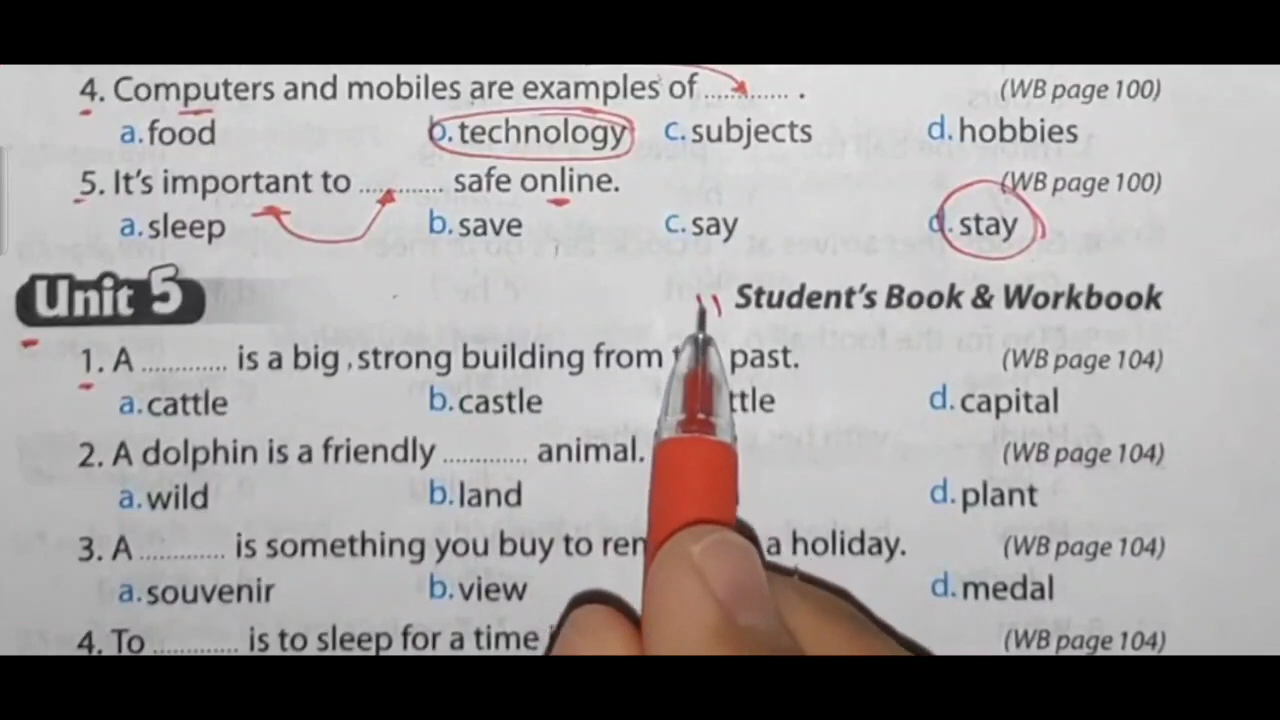 4. Computers and mobiles are examples of ............ . (WB page 100)
a. food b. technology c. subjects d. hobbies
5. It's important to ............ safe online. (WB page 100)
a. sleep b. save c. say d. stay
Unit 5 Student's Book & Workbook
1. A ............ is a big, strong building from past. (WB page 104)
a. cattle b. castle ttle d. capital
2. A dolphin is a friendly ............ animal. (WB page 104)
a. wild b. land d. plant
3. A ............ is something you buy to rem a holiday. (WB page 104)
a. souvenir b. view d. medal
4. To ............ is to sleep for a time (WB page 104)